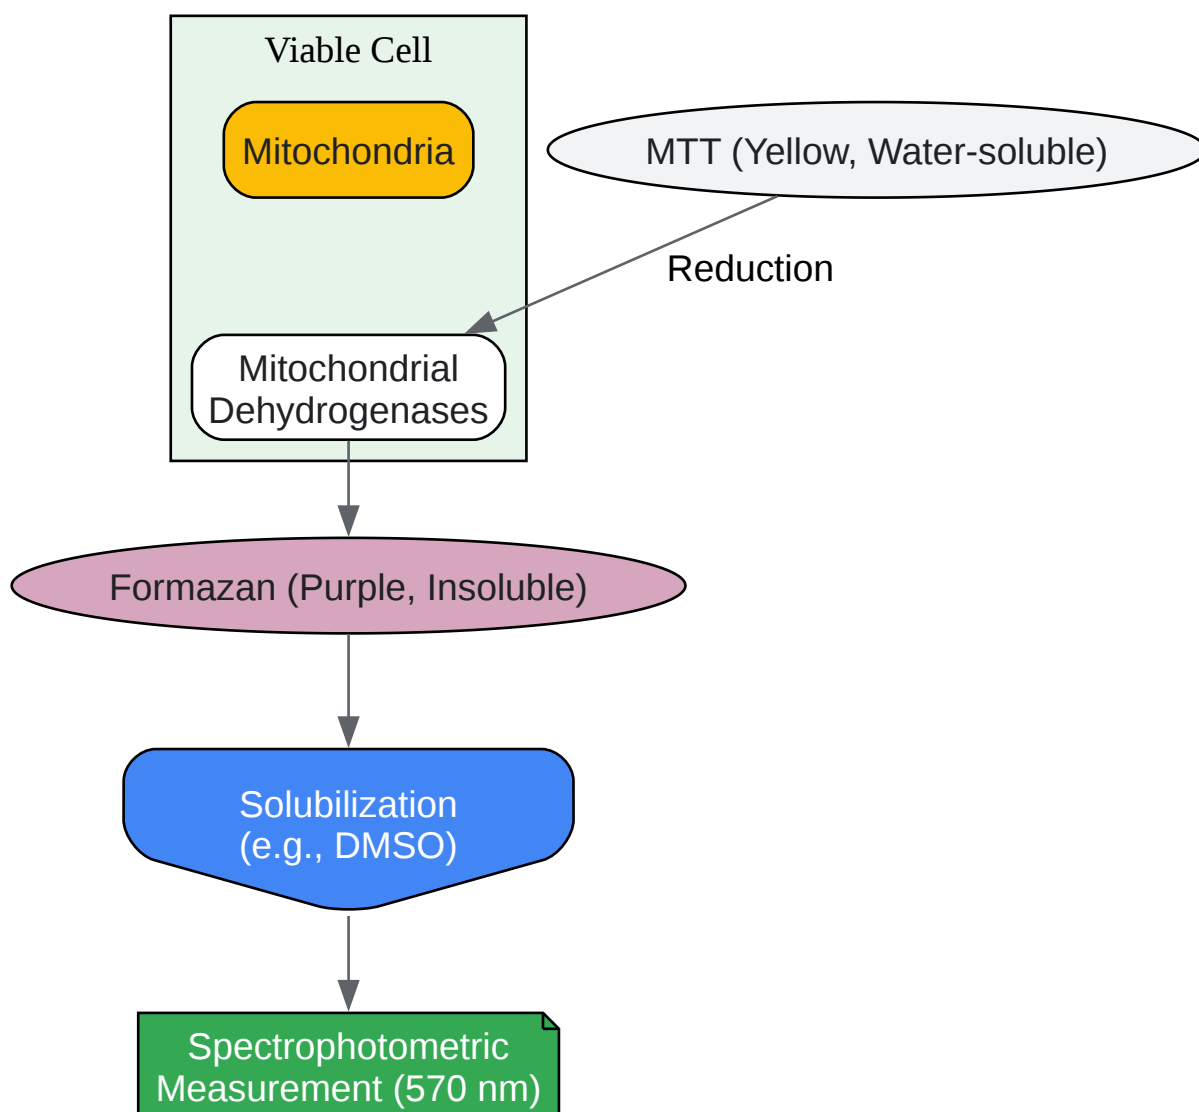 Viable Cell
Mitochondria
MTT (Yellow, Water-soluble)
Reduction
Mitochondrial
Dehydrogenases
Formazan (Purple, Insoluble)
Solubilization
(e.g., DMSO)
Spectrophotometric
Measurement (570 nm)